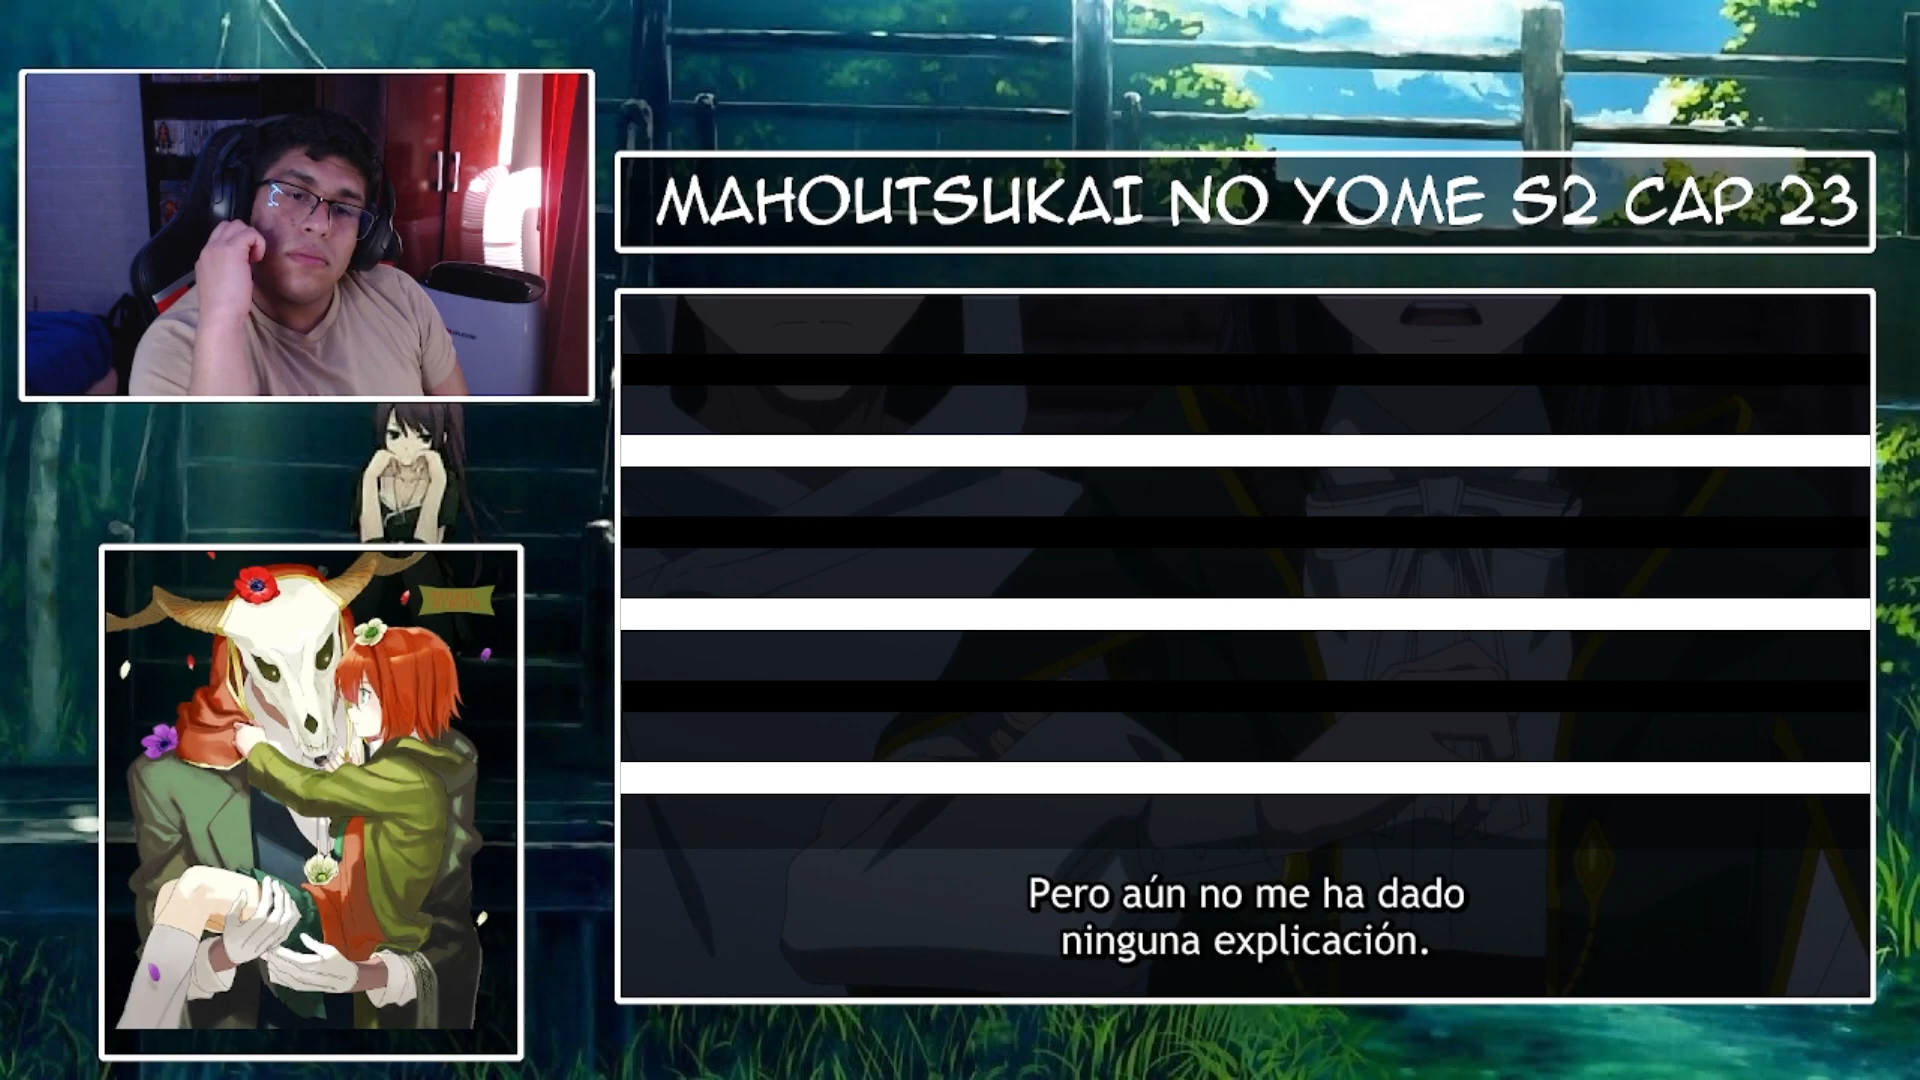 MAHOUTSUKAI NO YOME S2 CAP 23
Pero aún no me ha dado
ninguna explicación.